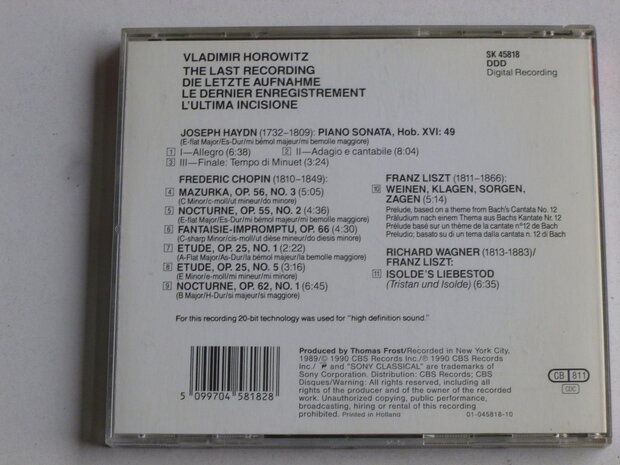 VLADIMIR HOROWITZ
THE LAST RECORDING
DIE LETZTE AUFNAHME
LE DERNIER ENREGISTREMENT
L'ULTIMA INCISIONE
SK 45818
DDD
Digital Recording
JOSEPH HAYDN (1732–1809): PIANO SONATA, Hob. XVI: 49
(E-flat Major/Es-Dur/mi bémol majeur/mi bemolle maggiore)
1 I—Allegro (6:38) 2 II—Adagio e cantabile (8:04)
3 III—Finale: Tempo di Minuet (3:24)
FREDERIC CHOPIN (1810–1849):
4 MAZURKA, OP. 56, NO. 3 (5:05)
(C Minor/c-moll/ut mineur/do minore)
5 NOCTURNE, OP. 55, NO. 2 (4:36)
(E-flat Major/Es-Dur/mi bémol majeur/mi bemolle maggiore)
6 FANTAISIE-IMPROMPTU, OP. 66 (4:30)
(C-sharp Minor/cis-moll/ut dièse mineur/do diesis minore)
7 ETUDE, OP. 25, NO. 1 (2:22)
(A-Flat Major/As-Dur/la bémol majeur/la bemolle maggiore)
8 ETUDE, OP. 25, NO. 5 (3:16)
(E Minor/e-moll/mi mineur/mi minore)
9 NOCTURNE, OP. 62, NO. 1 (6:45)
(B Major/H-Dur/si majeur/si maggiore)
FRANZ LISZT (1811–1866):
10 WEINEN, KLAGEN, SORGEN,
ZAGEN (5:14)
Prelude, based on a theme from Bach's Cantata No. 12
Präludium nach einem Thema aus Bachs Kantate Nr. 12
Prélude basé sur un thème de la cantate n° 12 de Bach
Preludio; basato su di un tema dalla cantata n. 12 di Bach
RICHARD WAGNER (1813-1883)/
FRANZ LISZT:
11 ISOLDE'S LIEBESTOD
(Tristan und Isolde) (6:35)
For this recording 20-bit technology was used for "high definition sound."
5 099704 581828
Produced by Thomas Frost/Recorded in New York City,
1989/© 1990 CBS Records Inc./℗ 1990 CBS Records
Inc./ and "SONY CLASSICAL" are trademarks of
Sony Corporation. Distribution: CBS Records/CBS
Disques/Warning: All rights reserved, including all
rights of the producer and of the owner of the recorded
work. Unauthorized copying, public performance,
broadcasting, hiring or rental of this recording
prohibited. Printed in Holland 01-045818-10
CB 811
CDC